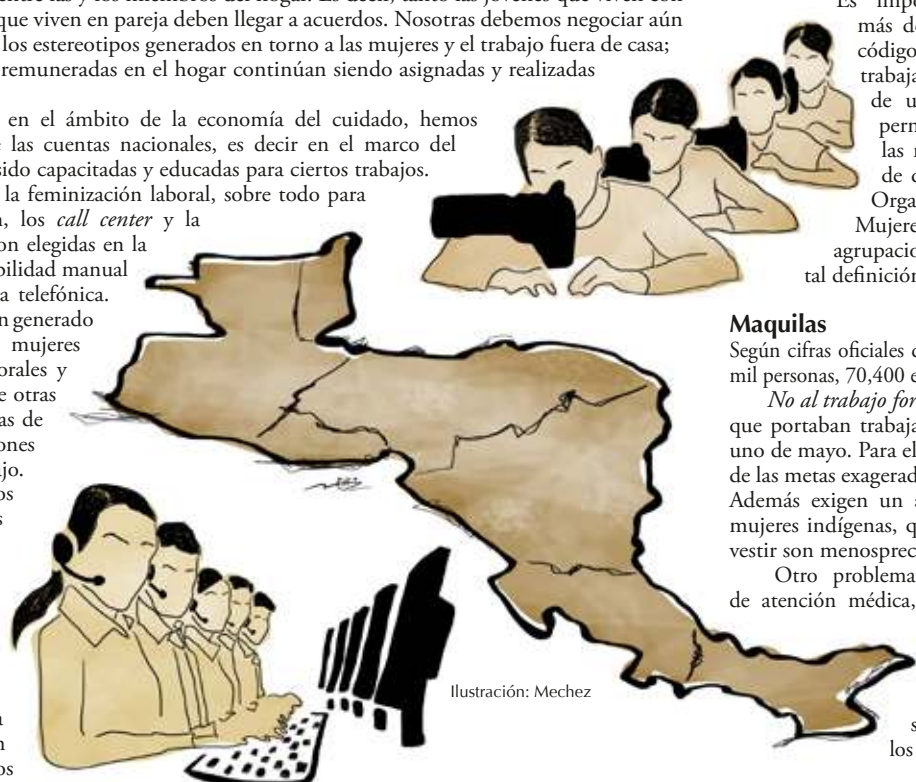 que viven en pareja deben llegar a acuerdos. Nosotras debemos negociar aún
los estereotipos generados en torno a las mujeres y el trabajo fuera de casa;
remuneradas en el hogar continúan siendo asignadas y realizadas
en el ámbito de la economía del cuidado, hemos
las cuentas nacionales, es decir en el marco del
sido capacitadas y educadas para ciertos trabajos.
la feminización laboral, sobre todo para
los call center y la
on elegidas en la
bilidad manual
a telefónica.
n generado
mujeres
orales y
e otras
as de
ones
jo.
os
s
a
n
os
más de
código
trabaja
de u
pern
las
de
Orga
Mujere
agrupacio
tal definición
Maquilas
Según cifras oficiales
mil personas, 70,400 e
No al trabajo for
que portaban trabaja
uno de mayo. Para el
de las metas exagerad
Además exigen un a
mujeres indígenas, q
vestir son menosprec
Otro problema
de atención médica,
s
los
Ilustración: Mechez